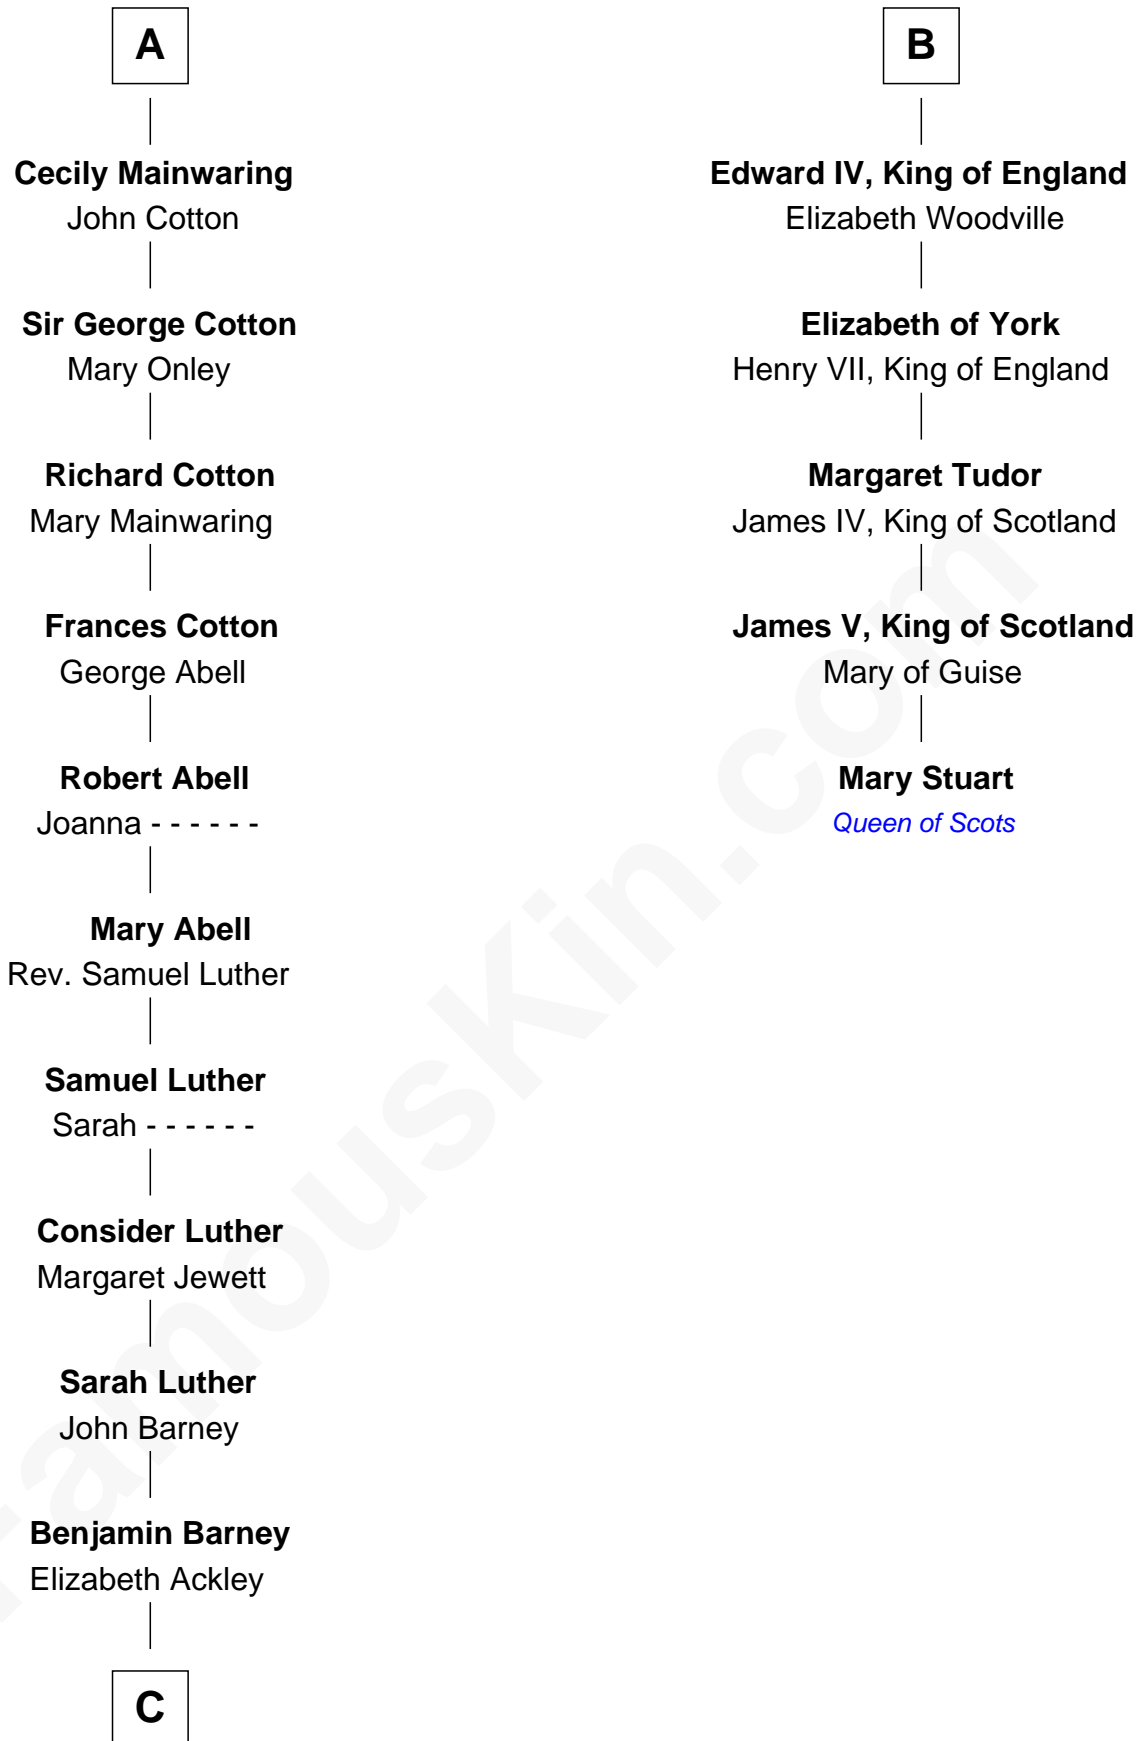 A
Cecily Mainwaring
John Cotton
Sir George Cotton
Mary Onley
Richard Cotton
Mary Mainwaring
Frances Cotton
George Abell
Robert Abell
Joanna - - - - - -
Mary Abell
Rev. Samuel Luther
Samuel Luther
Sarah - - - - - -
Consider Luther
Margaret Jewett
Sarah Luther
John Barney
Benjamin Barney
Elizabeth Ackley
C
B
Edward IV, King of England
Elizabeth Woodville
Elizabeth of York
Henry VII, King of England
Margaret Tudor
James IV, King of Scotland
James V, King of Scotland
Mary of Guise
Mary Stuart
Queen of Scots
FamousKin.com